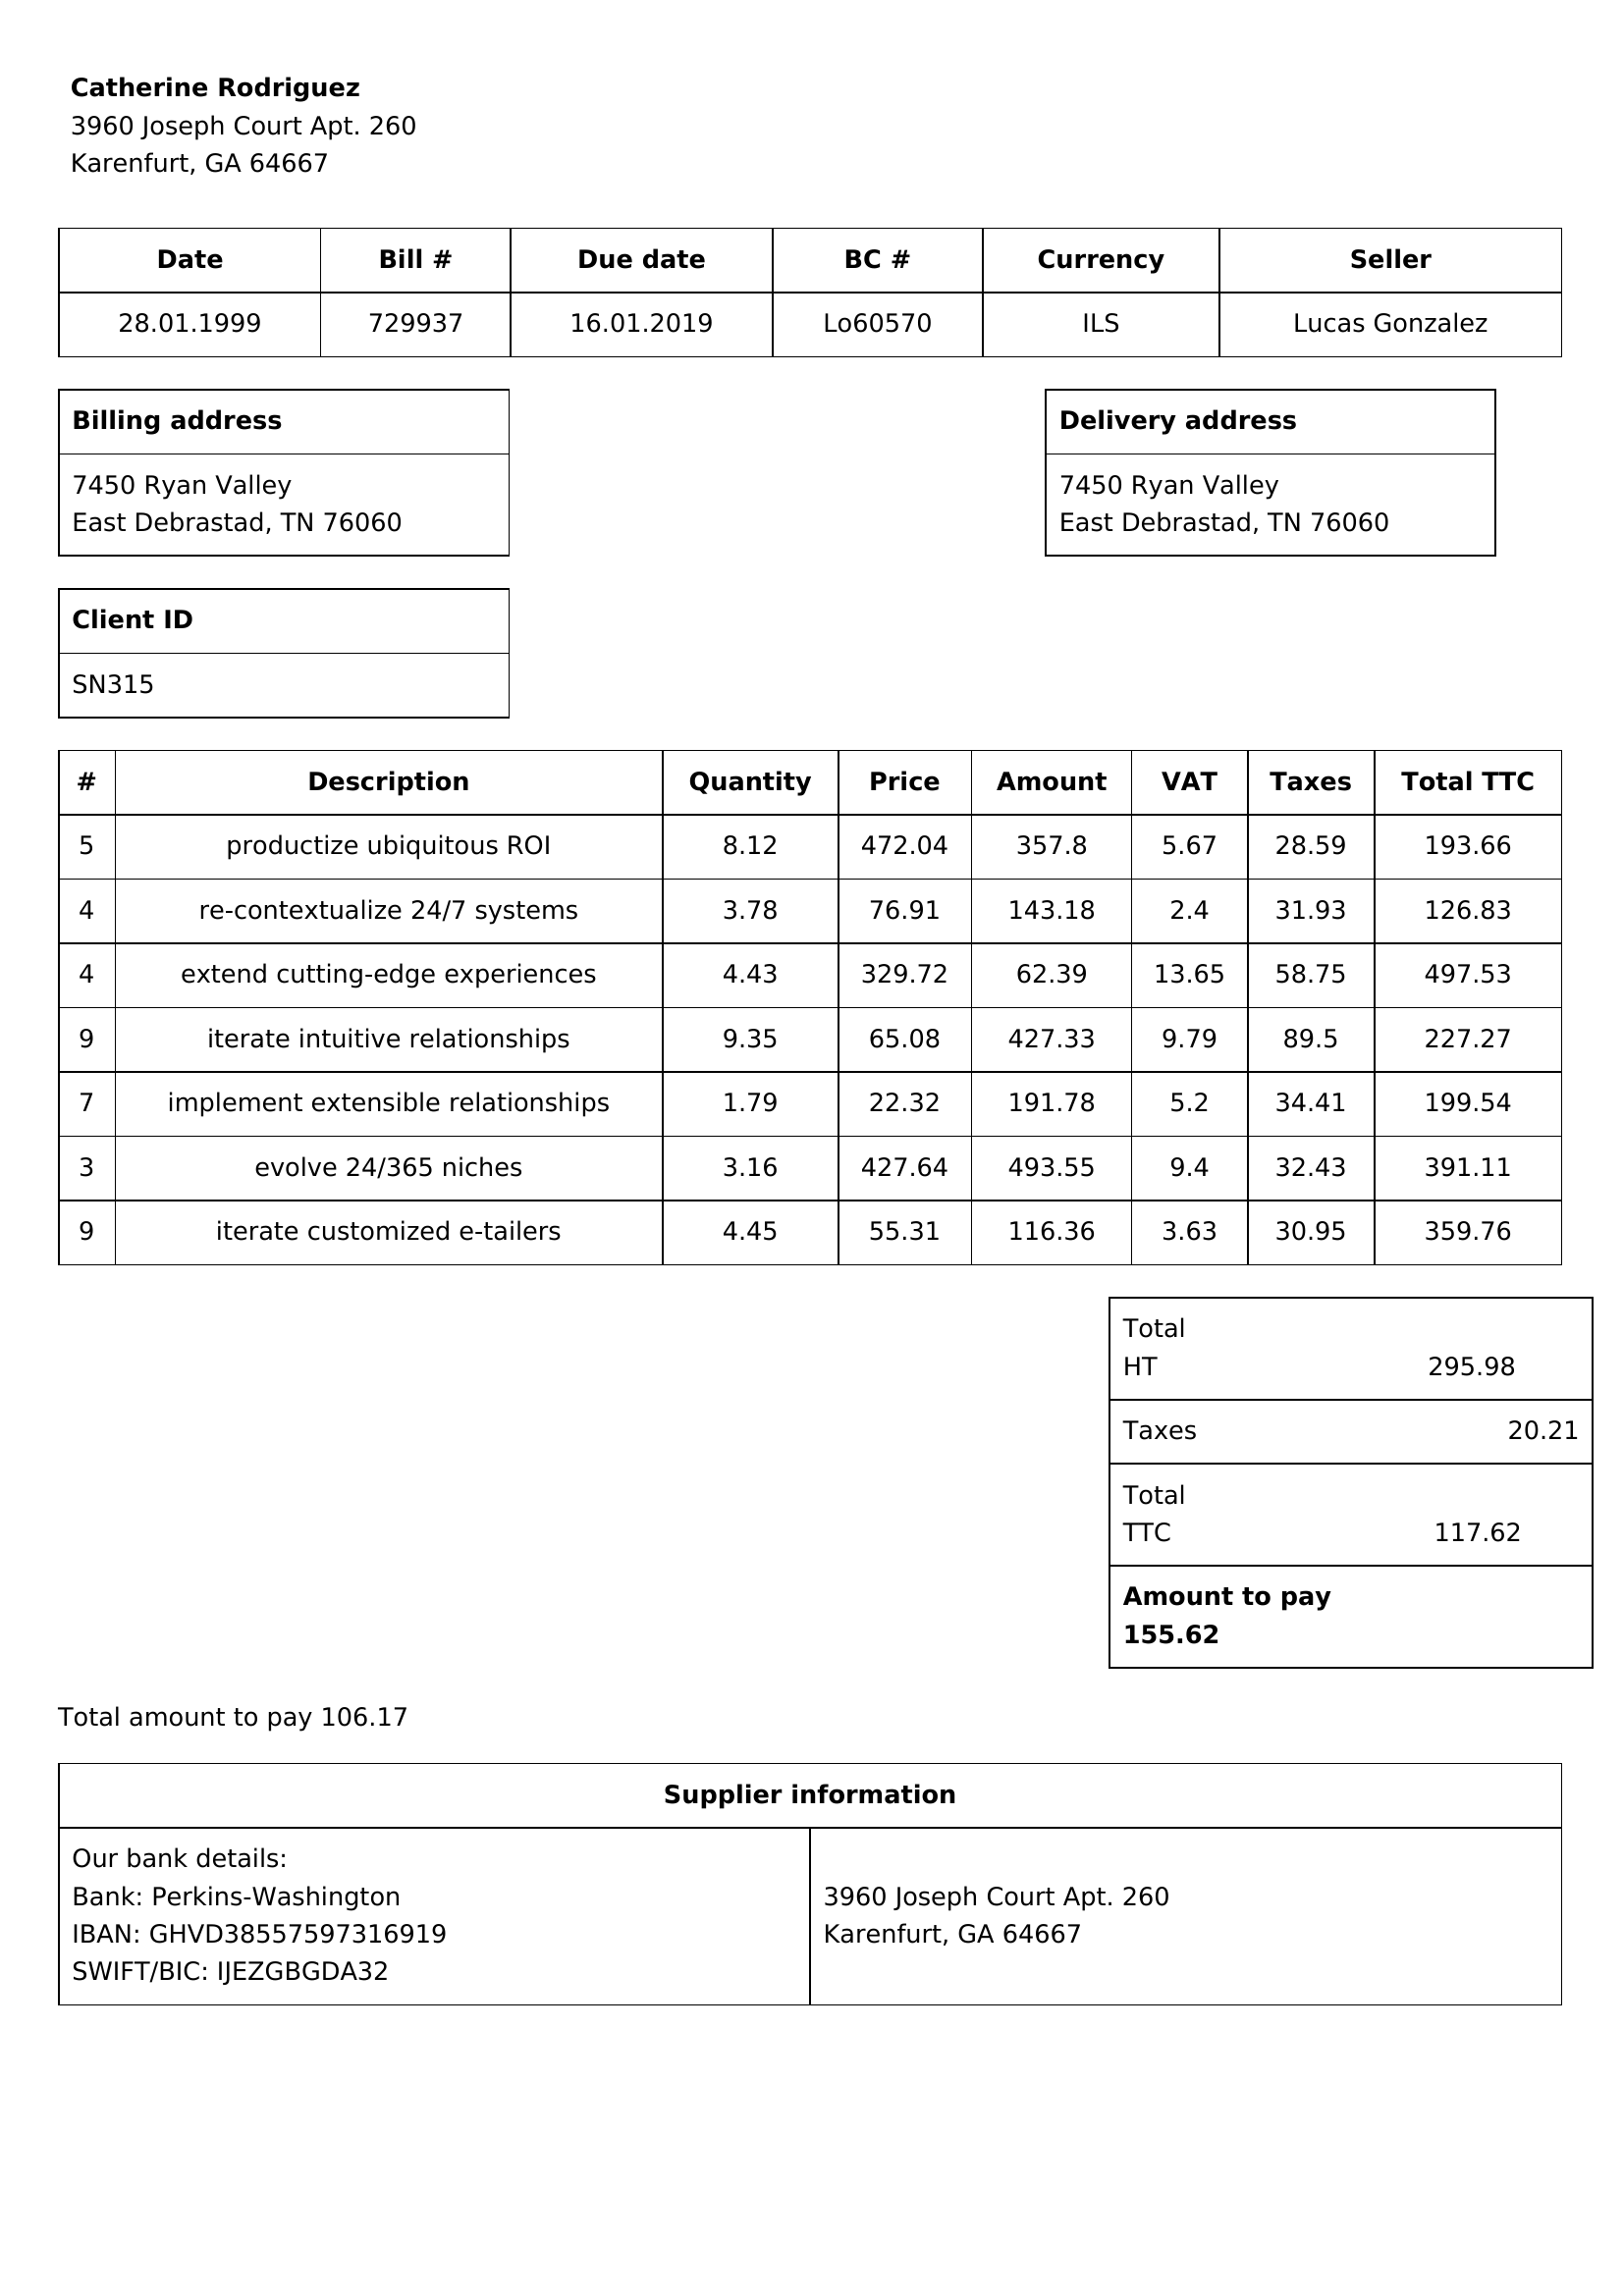 Catherine Rodriguez
3960 Joseph Court Apt. 260
Karenfurt, GA 64667
Date Bill # Due date BC # Currency Seller
28.01.1999 729937 16.01.2019 Lo60570 ILS Lucas Gonzalez
Billing address
7450 Ryan Valley
East Debrastad, TN 76060
Delivery address
7450 Ryan Valley
East Debrastad, TN 76060
Client ID
SN315
# Description Quantity Price Amount VAT Taxes Total TTC
5 productize ubiquitous ROI 8.12 472.04 357.8 5.67 28.59 193.66
4 re-contextualize 24/7 systems 3.78 76.91 143.18 2.4 31.93 126.83
4 extend cutting-edge experiences 4.43 329.72 62.39 13.65 58.75 497.53
9 iterate intuitive relationships 9.35 65.08 427.33 9.79 89.5 227.27
7 implement extensible relationships 1.79 22.32 191.78 5.2 34.41 199.54
3 evolve 24/365 niches 3.16 427.64 493.55 9.4 32.43 391.11
9 iterate customized e-tailers 4.45 55.31 116.36 3.63 30.95 359.76
Total
HT 295.98
Taxes 20.21
Total
TTC 117.62
Amount to pay
155.62
Total amount to pay 106.17
Supplier information
Our bank details:
Bank: Perkins-Washington
IBAN: GHVD38557597316919
SWIFT/BIC: IJEZGBGDA32
3960 Joseph Court Apt. 260
Karenfurt, GA 64667